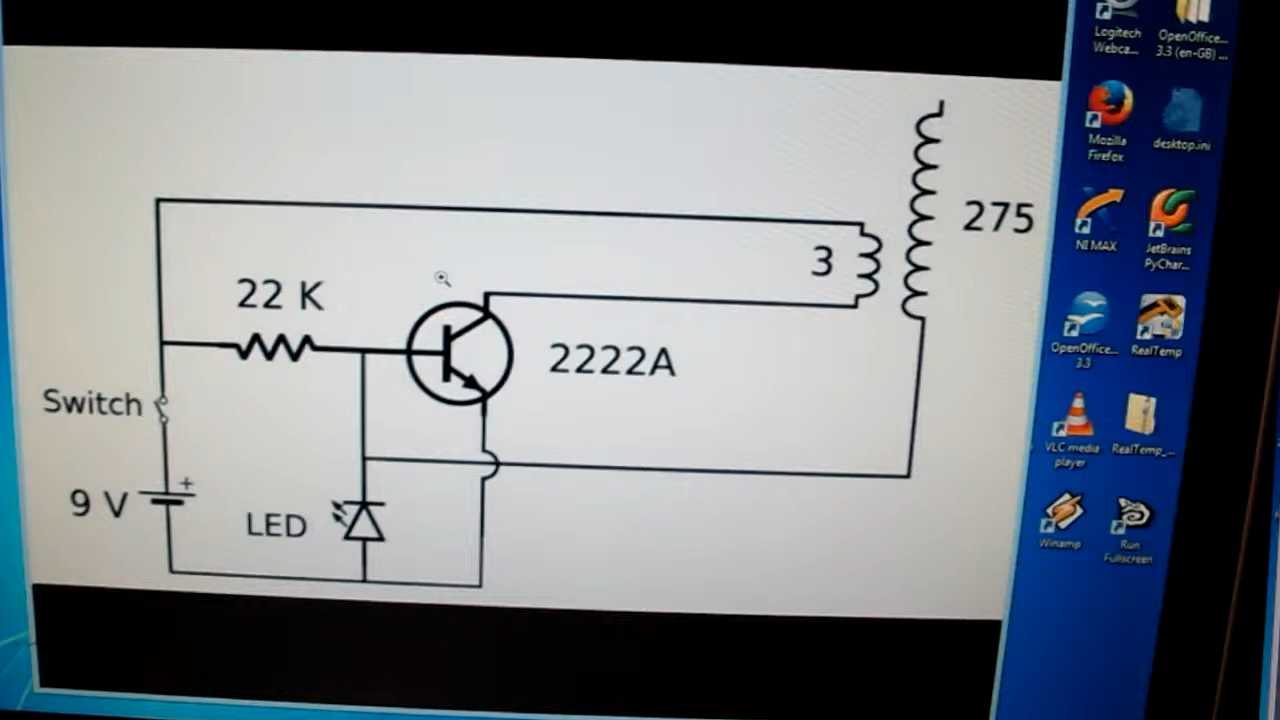 275
3
22 K
2222A
Switch
+
9 V
LED
Logitech
Webca...
OpenOffice...
3.3 (en-GB) ...
Mozilla
Firefox
desktop.ini
NI MAX
JetBrains
PyChar...
OpenOffice...
3.3
RealTemp
VLC media
player
RealTemp_...
Winamp
Run
Fullscreen